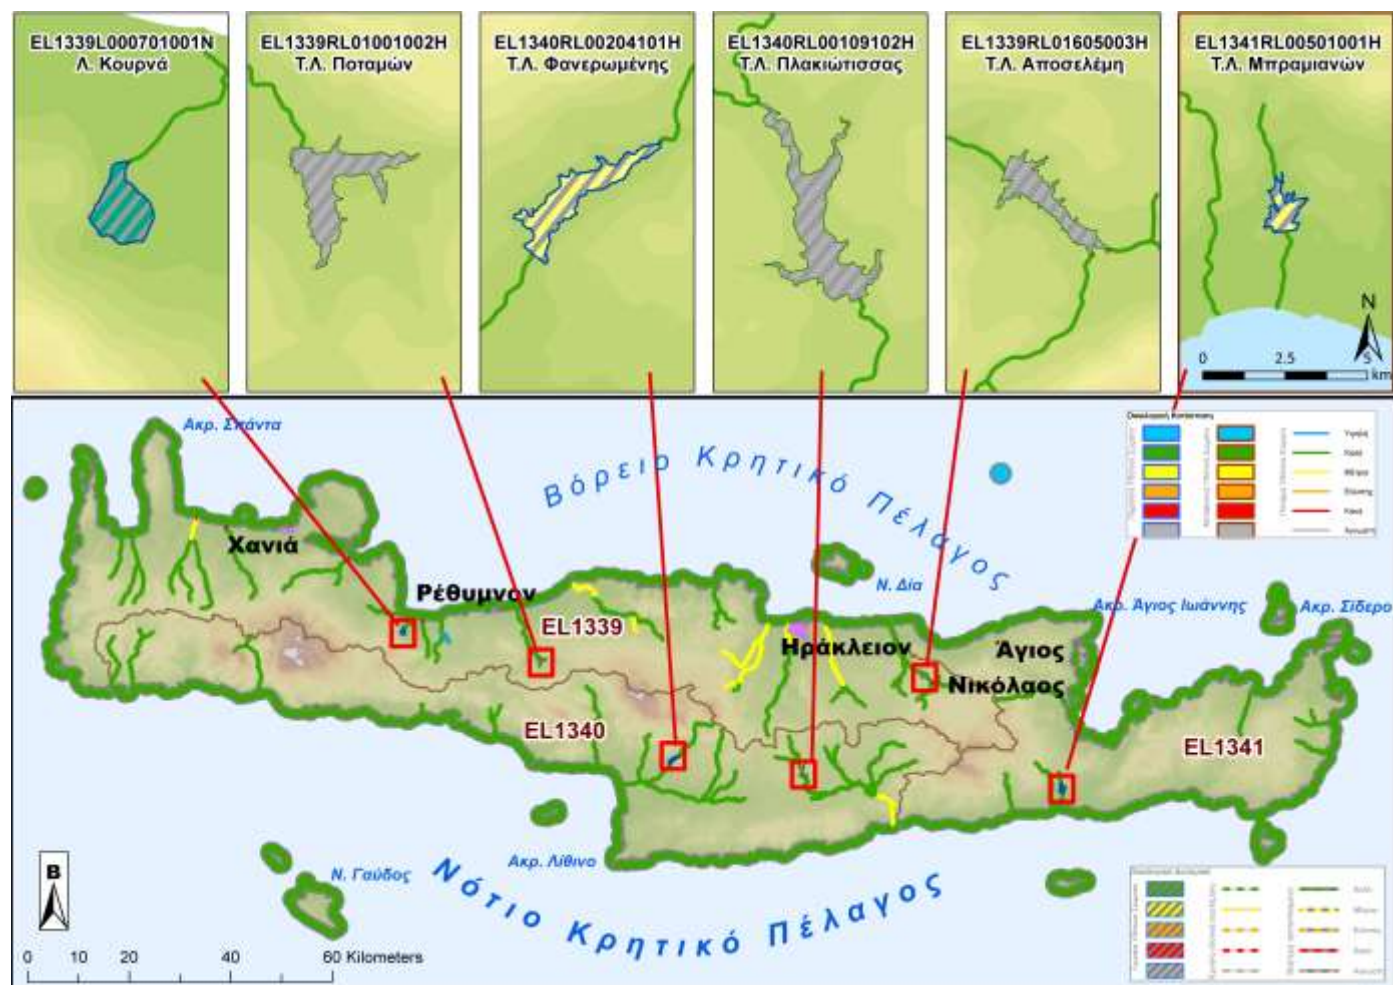 EL1339L000701001N
Λ. Κουρνά
EL1339RL01001002H
Τ.Λ. Ποταμών
EL1340RL00204101H
Τ.Λ. Φανερωμένης
EL1340RL00109102H
Τ.Λ. Πλακιώτισσας
EL1339RL01605003H
Τ.Λ. Αποσελέμη
EL1341RL00501001H
Τ.Λ. Μπραμιανών
N
0 2.5 5
km
Ακρ. Σπάντα
Βόρειο Κρητικό Πέλαγος
Χανιά
Ρέθυμνον
EL1339
Ν. Δία
Ηράκλειον
Ακρ. Άγιος Ιωάννης
Ακρ. Σίδερο
Άγιος
Νικόλαος
EL1340
EL1341
Ακρ. Λίθινο
Ν. Γαύδος
Νότιο Κρητικό Πέλαγος
Β
0 10 20 40 60 Kilometers